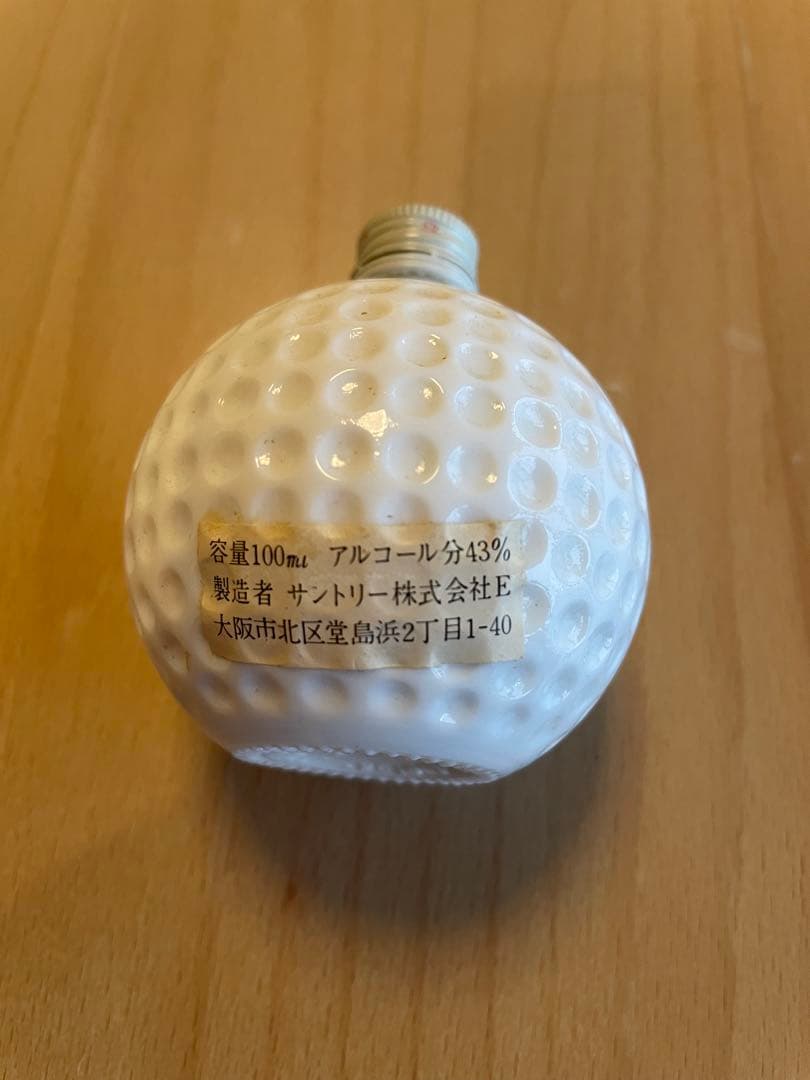 容量100ml アルコール分43%
製造者 サントリー株式会社E
大阪市北区堂島浜2丁目1-40